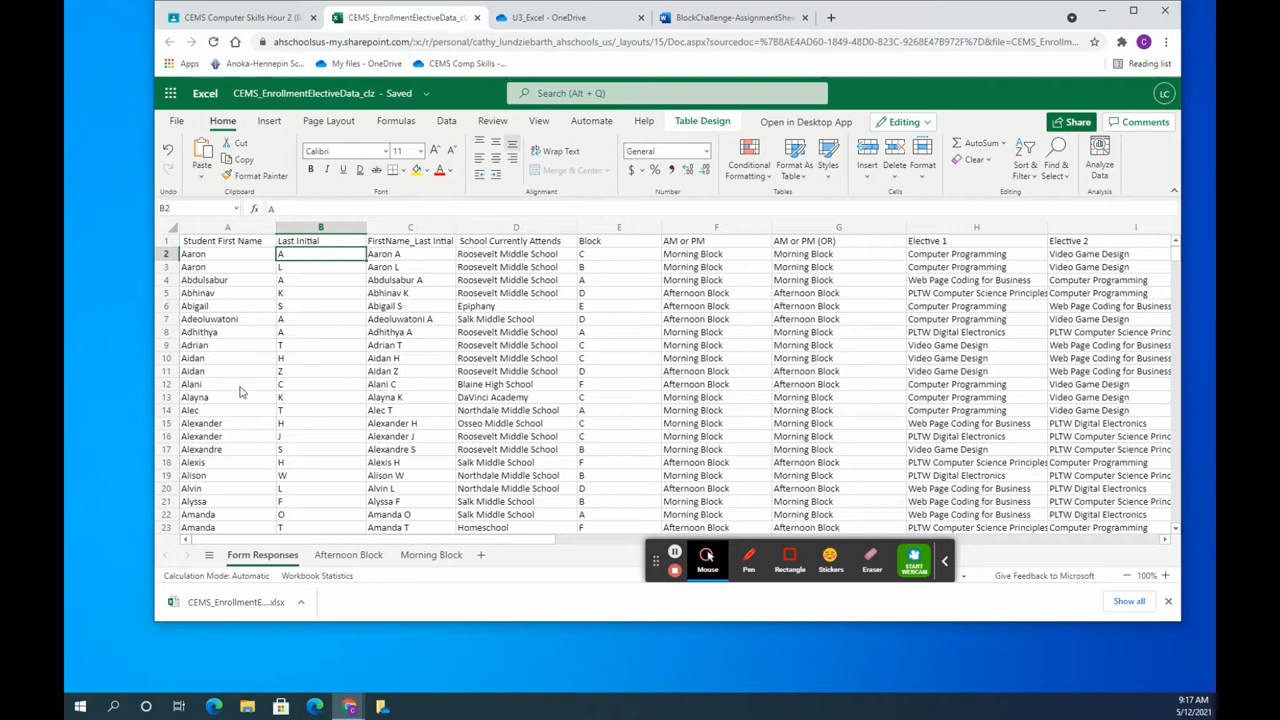 CEMS Computer Skills Hour 2 (B
CEMS_EnrollmentElectiveData_clz
U3_Excel - OneDrive
BlockChallenge-AssignmentSheet
ahschoolsus-my.sharepoint.com/:x:/r/personal/cathy_lundziebarth_ahschools_us/_layouts/15/Doc.aspx?sourcedoc=%7B8AE4AD60-1849-48D0-823C-9268E47B972F%7D&file=CEMS_Enrollm...
Apps
Anoka-Hennepin Sc...
My files - OneDrive
CEMS Comp Skills -...
Reading list
Excel
CEMS_EnrollmentElectiveData_clz - Saved
Search (Alt + Q)
LC
File Home Insert Page Layout Formulas Data Review View Automate Help Table Design Open in Desktop App Editing Share Comments
Paste
Cut
Copy
Format Painter
Calibri 11
B I U D ab A
Wrap Text
Merge & Center
General
$ %
Conditional Formatting
Format As Table
Styles
Insert
Delete
Format
AutoSum
Clear
Sort & Filter
Find & Select
Analyze Data
Undo Clipboard Font Alignment Number Tables Cells Editing Analysis
B2 fx A
A B C D E F G H I
1 Student First Name Last Initial FirstName_Last Intial School Currently Attends Block AM or PM AM or PM (OR) Elective 1 Elective 2
2 Aaron A Aaron A Roosevelt Middle School C Morning Block Morning Block Computer Programming Video Game Design
3 Aaron L Aaron L Roosevelt Middle School B Morning Block Morning Block Computer Programming Video Game Design
4 Abdulsabur A Abdulsabur A Roosevelt Middle School A Morning Block Morning Block Web Page Coding for Business Computer Programming
5 Abhinav K Abhinav K Roosevelt Middle School D Afternoon Block Afternoon Block PLTW Computer Science Principles Computer Programming
6 Abigail S Abigail S Epiphany E Afternoon Block Afternoon Block Computer Programming Web Page Coding for Business
7 Adeoluwatoni A Adeoluwatoni A Salk Middle School D Afternoon Block Afternoon Block Computer Programming Video Game Design
8 Adhithya A Adhithya A Roosevelt Middle School A Morning Block Morning Block PLTW Digital Electronics PLTW Computer Science Princ
9 Adrian T Adrian T Roosevelt Middle School C Morning Block Morning Block Video Game Design Computer Programming
10 Aidan H Aidan H Roosevelt Middle School C Morning Block Morning Block Video Game Design Web Page Coding for Business
11 Aidan Z Aidan Z Roosevelt Middle School C Morning Block Morning Block Video Game Design Web Page Coding for Business
12 Alani C Alani C Blaine High School F Afternoon Block Afternoon Block Computer Programming Video Game Design
13 Alayna K Alayna K DaVinci Academy C Morning Block Morning Block Computer Programming Video Game Design
14 Alec T Alec T Northdale Middle School A Morning Block Morning Block Computer Programming Video Game Design
15 Alexander H Alexander H Osseo Middle School C Morning Block Morning Block Web Page Coding for Business PLTW Digital Electronics
16 Alexander J Alexander J Roosevelt Middle School C Morning Block Morning Block PLTW Digital Electronics PLTW Computer Science Princ
17 Alexandre S Alexandre S Roosevelt Middle School B Morning Block Morning Block Video Game Design PLTW Computer Science Princ
18 Alexis H Alexis H Salk Middle School F Afternoon Block Afternoon Block PLTW Computer Science Principles Computer Programming
19 Alison W Alison W Northdale Middle School B Morning Block Morning Block PLTW Digital Electronics PLTW Digital Electronics
20 Alvin L Alvin L Northdale Middle School D Afternoon Block Afternoon Block Web Page Coding for Business PLTW Computer Science Princ
21 Alyssa F Alyssa F Salk Middle School B Morning Block Morning Block Web Page Coding for Business PLTW Computer Science Princ
22 Amanda O Amanda O Salk Middle School A Morning Block Morning Block Web Page Coding for Business PLTW Digital Electronics
23 Amanda T Amanda T Homeschool F Afternoon Block Afternoon Block PLTW Computer Science Principles Computer Programming
Form Responses Afternoon Block Morning Block
Mouse Pen Rectangle Stickers Eraser START WEBCAM
Calculation Mode: Automatic Workbook Statistics
Give Feedback to Microsoft
100%
CEMS_EnrollmentE....xlsx
Show all
9:17 AM
5/12/2021